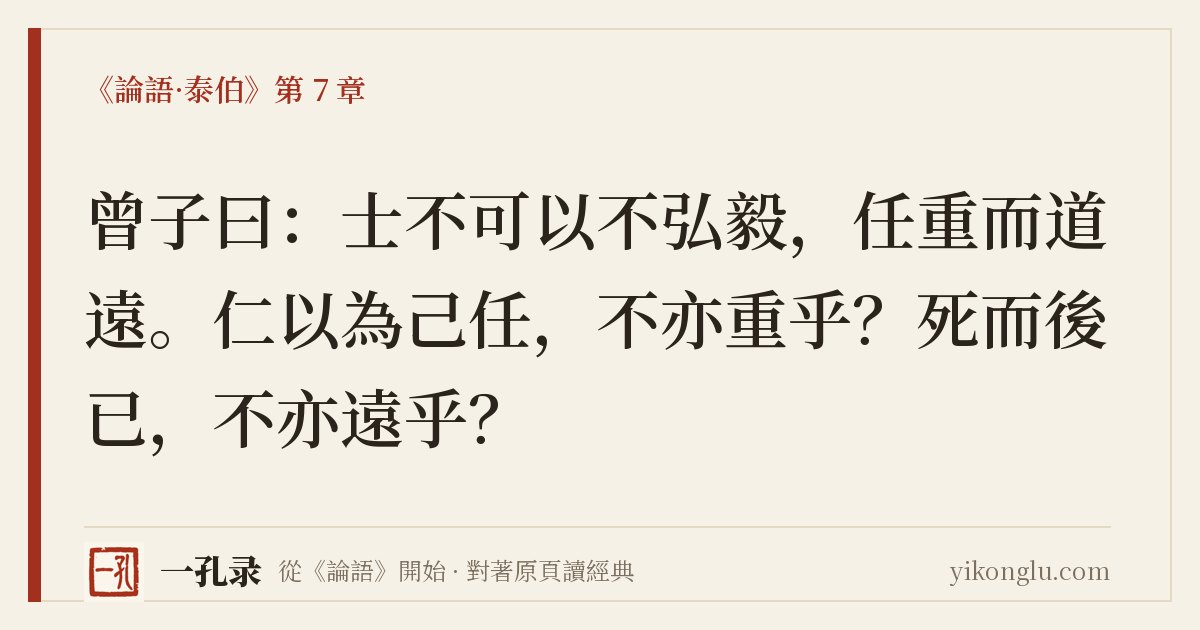 《論語·泰伯》第 7 章
曾子曰：士不可以不弘毅，任重而道
遠。仁以為己任，不亦重乎？死而後
已，不亦遠乎？
一孔
一孔录 從《論語》開始 · 對著原頁讀經典 yikonglu.com